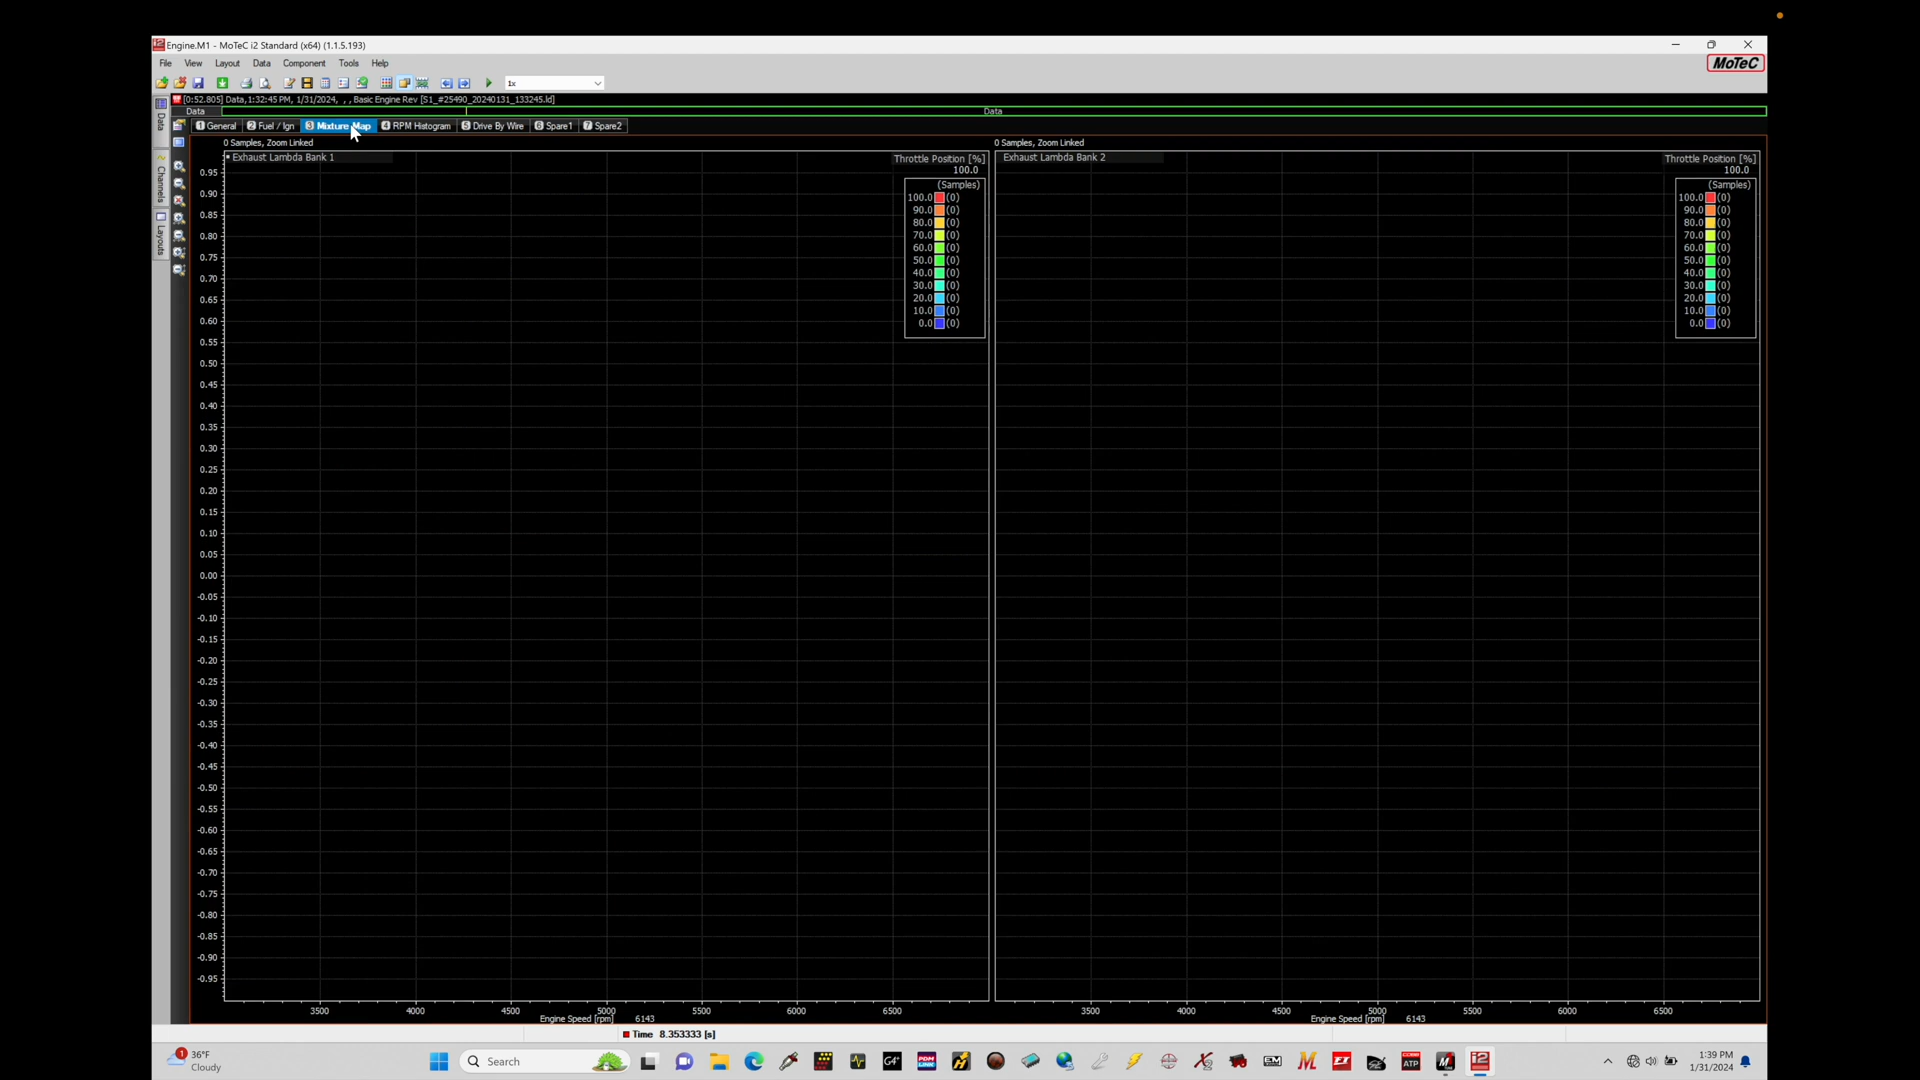 Engine.M1 - MoTeC i2 Standard (x64) (1.1.5.193)
File View Layout Data Component Tools Help
MoTeC
1x
[0:52.805] Data,1:32:45 PM, 1/31/2024, , , Basic Engine Rev [S1_#25490_20240131_133245.ld]
Data Data
1 General 2 Fuel / Ign 3 Mixture Map 4 RPM Histogram 5 Drive By Wire 6 Spare1 7 Spare2
Data
Channels
Layouts
0 Samples, Zoom Linked
Exhaust Lambda Bank 1
Throttle Position [%]
100.0
(Samples)
100.0 (0)
90.0 (0)
80.0 (0)
70.0 (0)
60.0 (0)
50.0 (0)
40.0 (0)
30.0 (0)
20.0 (0)
10.0 (0)
0.0 (0)
0.95
0.90
0.85
0.80
0.75
0.70
0.65
0.60
0.55
0.50
0.45
0.40
0.35
0.30
0.25
0.20
0.15
0.10
0.05
0.00
-0.05
-0.10
-0.15
-0.20
-0.25
-0.30
-0.35
-0.40
-0.45
-0.50
-0.55
-0.60
-0.65
-0.70
-0.75
-0.80
-0.85
-0.90
-0.95
3500 4000 4500 5000 5500 6000 6500
Engine Speed [rpm] 6143
0 Samples, Zoom Linked
Exhaust Lambda Bank 2
Throttle Position [%]
100.0
(Samples)
100.0 (0)
90.0 (0)
80.0 (0)
70.0 (0)
60.0 (0)
50.0 (0)
40.0 (0)
30.0 (0)
20.0 (0)
10.0 (0)
0.0 (0)
3500 4000 4500 5000 5500 6000 6500
Engine Speed [rpm] 6143
Time 8.353333 [s]
1
36°F
Cloudy
Search
G4+
PDM
LINK
ATP
i2
1:39 PM
1/31/2024